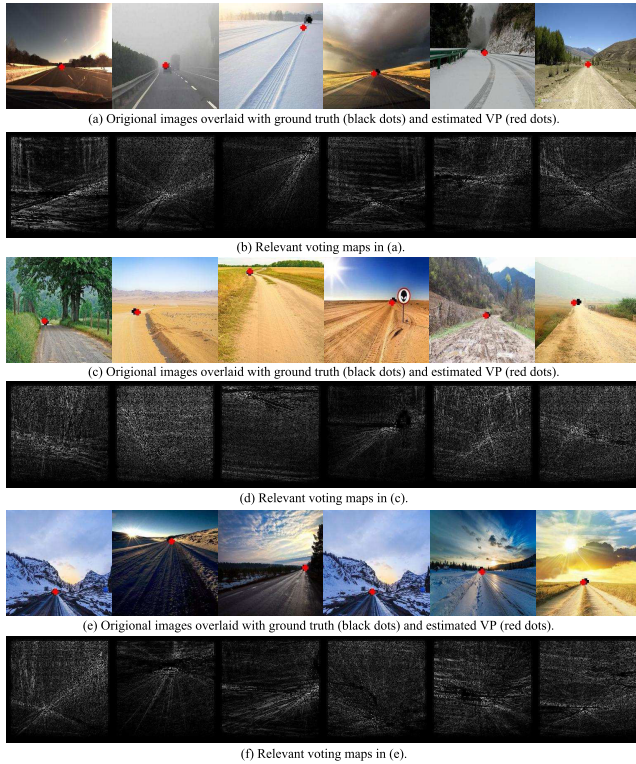 (a) Origional images overlaid with ground truth (black dots) and estimated VP (red dots).
(b) Relevant voting maps in (a).
(c) Origional images overlaid with ground truth (black dots) and estimated VP (red dots).
(d) Relevant voting maps in (c).
(e) Origional images overlaid with ground truth (black dots) and estimated VP (red dots).
(f) Relevant voting maps in (e).